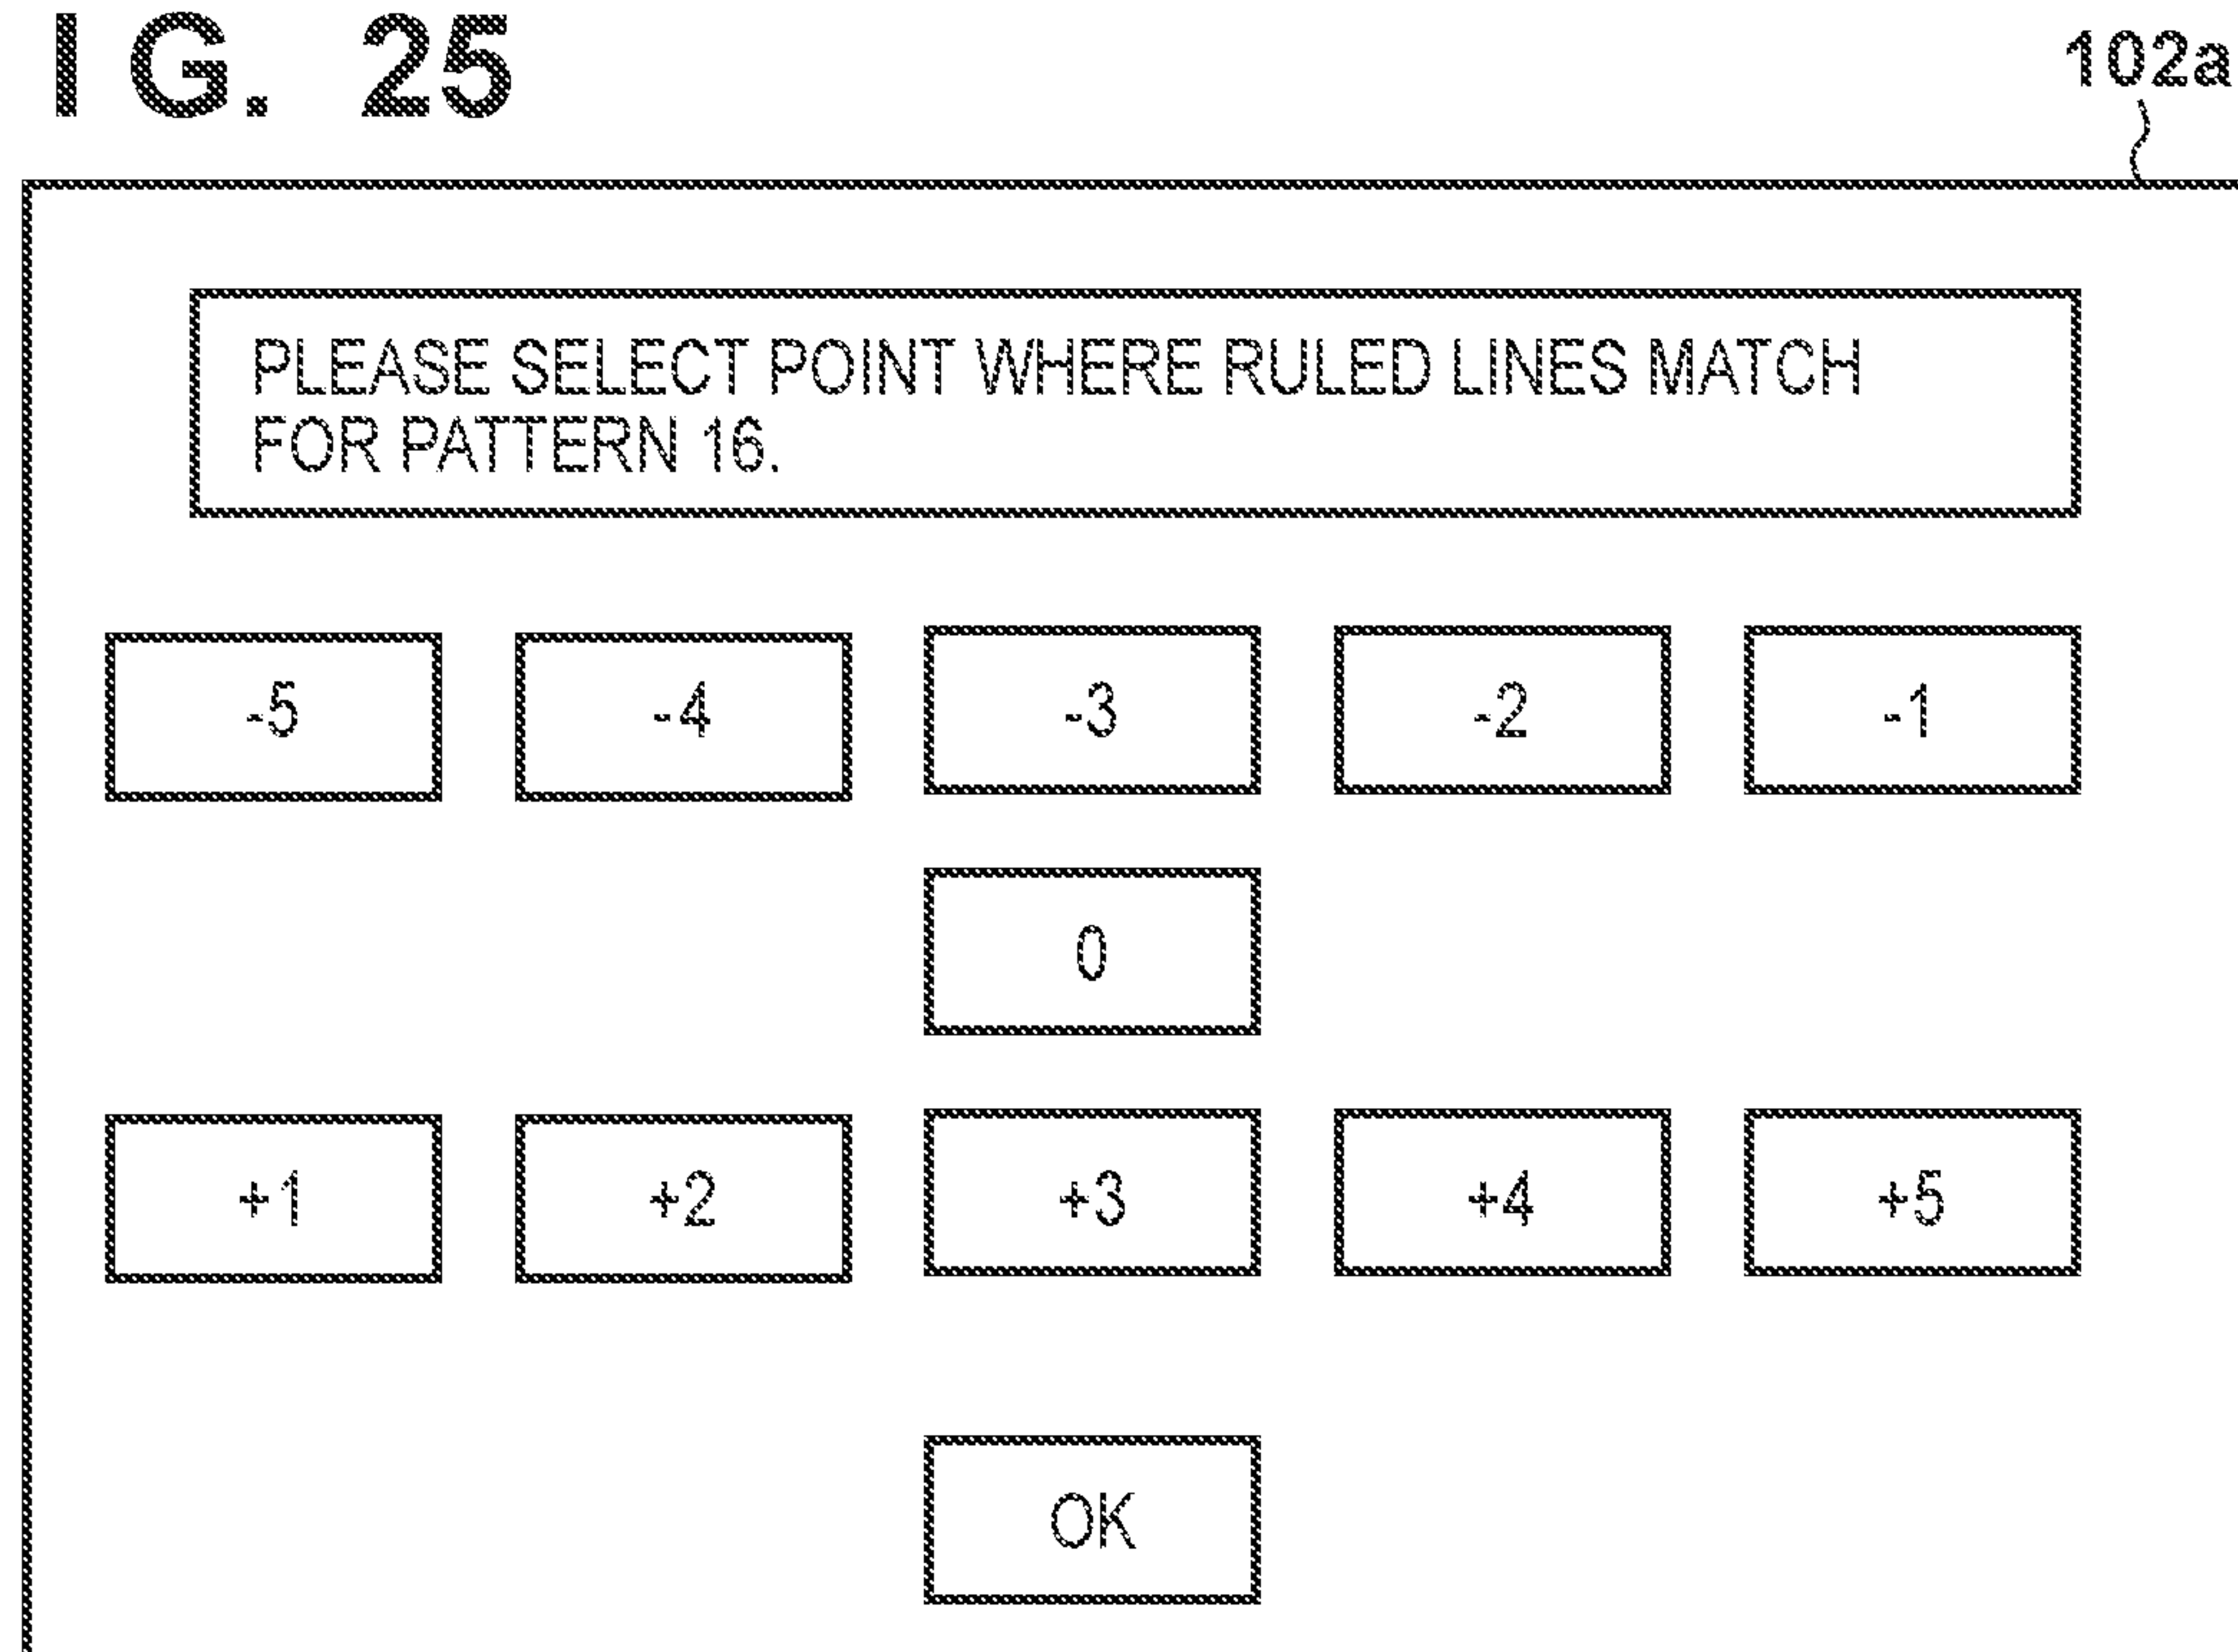 IG. 25
102a
PLEASE SELECT POINT WHERE RULED LINES MATCH
FOR PATTERN 16.
-5 -4 -3 -2 -1
0
+1 +2 +3 +4 +5
OK